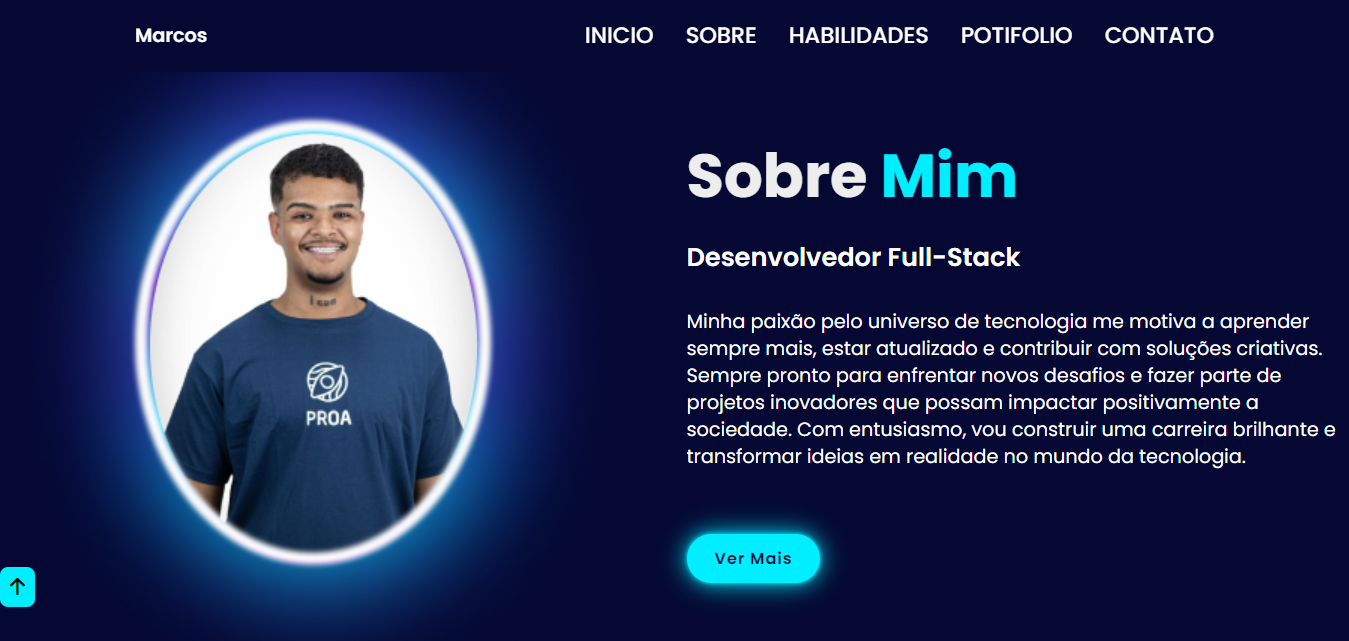 Marcos
INICIO SOBRE HABILIDADES POTIFOLIO CONTATO
Sobre Mim
Desenvolvedor Full-Stack
Minha paixão pelo universo de tecnologia me motiva a aprender
sempre mais, estar atualizado e contribuir com soluções criativas.
Sempre pronto para enfrentar novos desafios e fazer parte de
projetos inovadores que possam impactar positivamente a
sociedade. Com entusiasmo, vou construir uma carreira brilhante e
transformar ideias em realidade no mundo da tecnologia.
PROA
Ver Mais